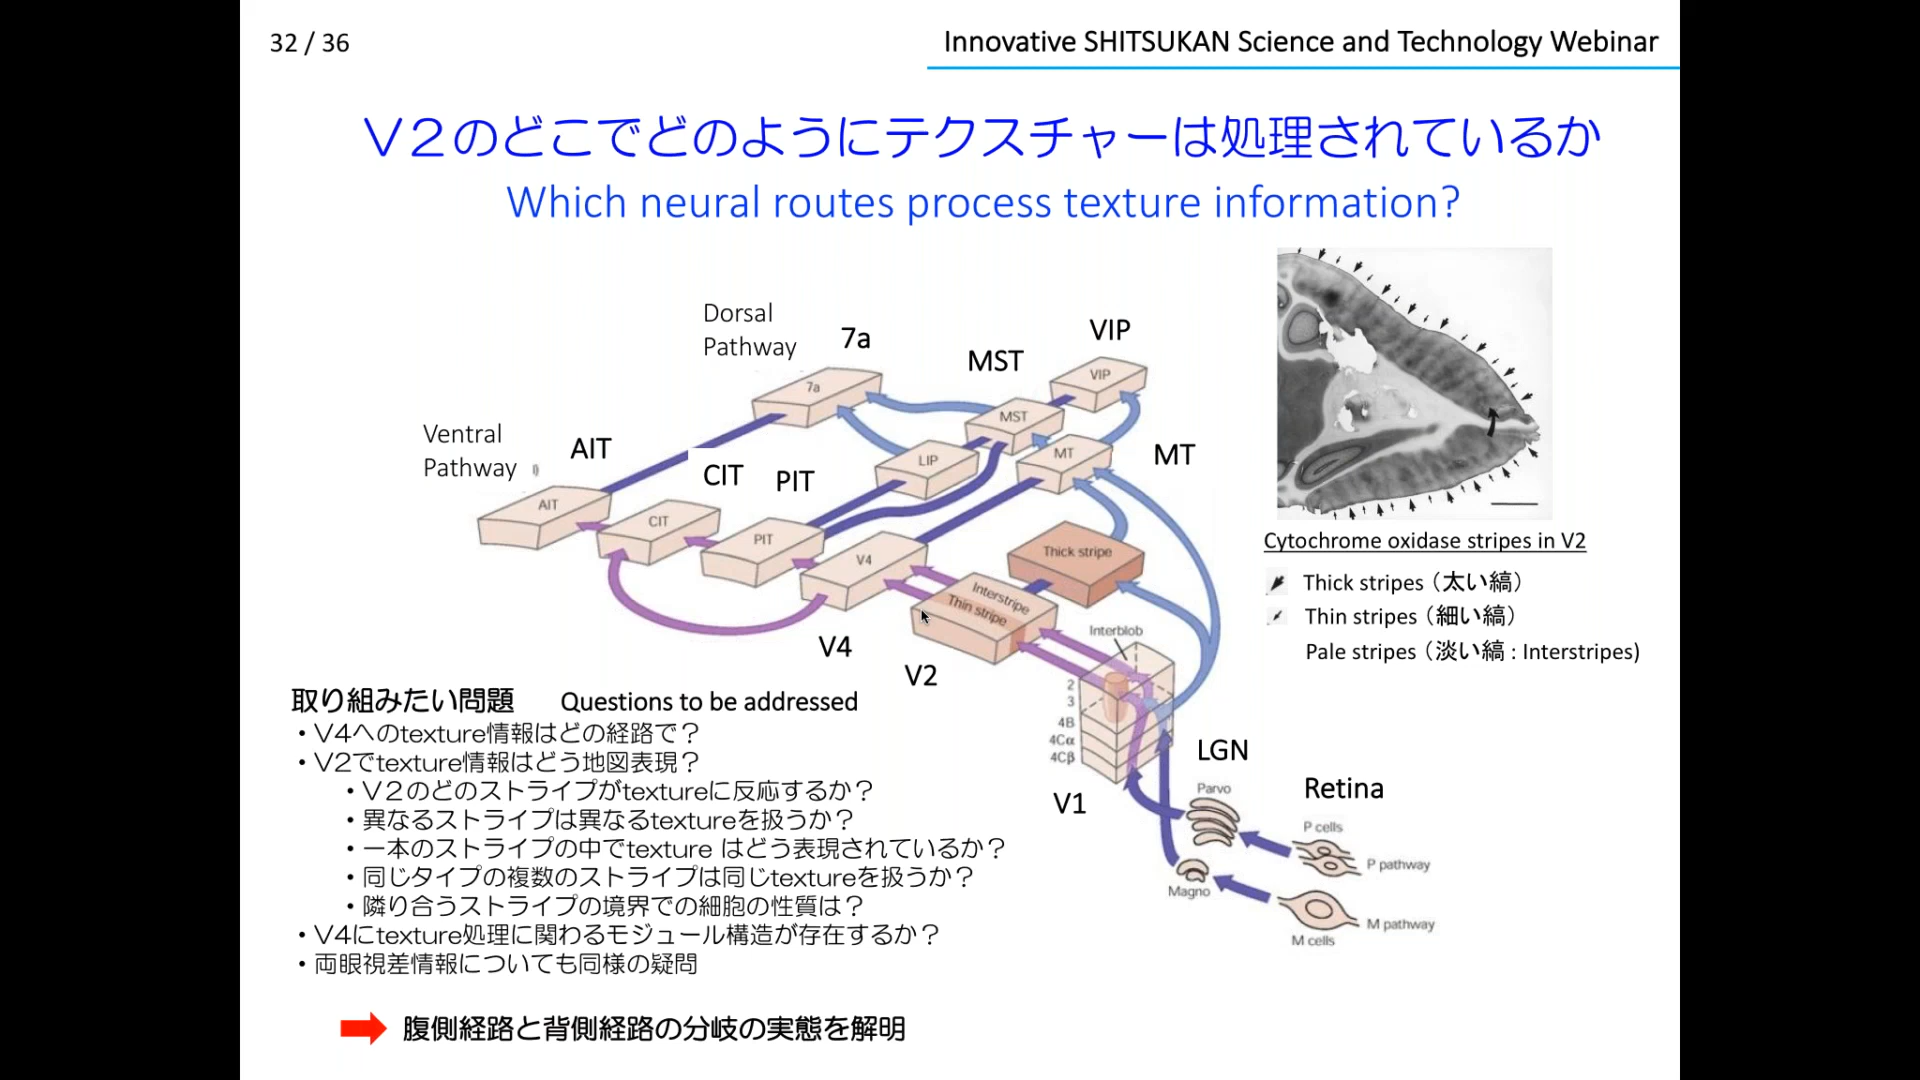 32 / 36
Innovative SHITSUKAN Science and Technology Webinar
V２のどこでどのようにテクスチャーは処理されているか
Which neural routes process texture information?
Dorsal
Pathway
7a
MST
VIP
7a
VIP
MST
Ventral
Pathway
AIT
CIT
PIT
LIP
MT
MT
AIT
CIT
PIT
V4
Thick stripe
Interstripe
Thin stripe
V4
V2
Interblob
2
3
4B
4Cα
4Cβ
V1
LGN
Parvo
Magno
Retina
P cells
P pathway
M pathway
M cells
Cytochrome oxidase stripes in V2
Thick stripes（太い縞）
Thin stripes（細い縞）
Pale stripes（淡い縞 : Interstripes)
取り組みたい問題 Questions to be addressed
・V4へのtexture情報はどの経路で？
・V2でtexture情報はどう地図表現？
・V２のどのストライプがtextureに反応するか？
・異なるストライプは異なるtextureを扱うか？
・一本のストライプの中でtexture はどう表現されているか？
・同じタイプの複数のストライプは同じtextureを扱うか？
・隣り合うストライプの境界での細胞の性質は？
・V4にtexture処理に関わるモジュール構造が存在するか？
・両眼視差情報についても同様の疑問
腹側経路と背側経路の分岐の実態を解明